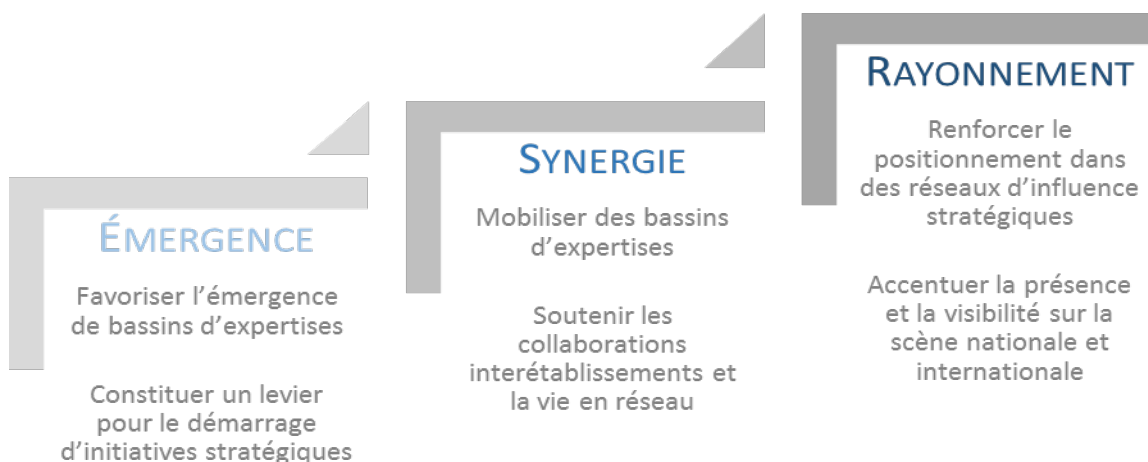 ÉMERGENCE
Favoriser l’émergence
de bassins d’expertises
Constituer un levier
pour le démarrage
d’initiatives stratégiques
SYNERGIE
Mobiliser des bassins
d’expertises
Soutenir les
collaborations
interétablissements et
la vie en réseau
RAYONNEMENT
Renforcer le
positionnement dans
des réseaux d’influence
stratégiques
Accentuer la présence
et la visibilité sur la
scène nationale et
internationale